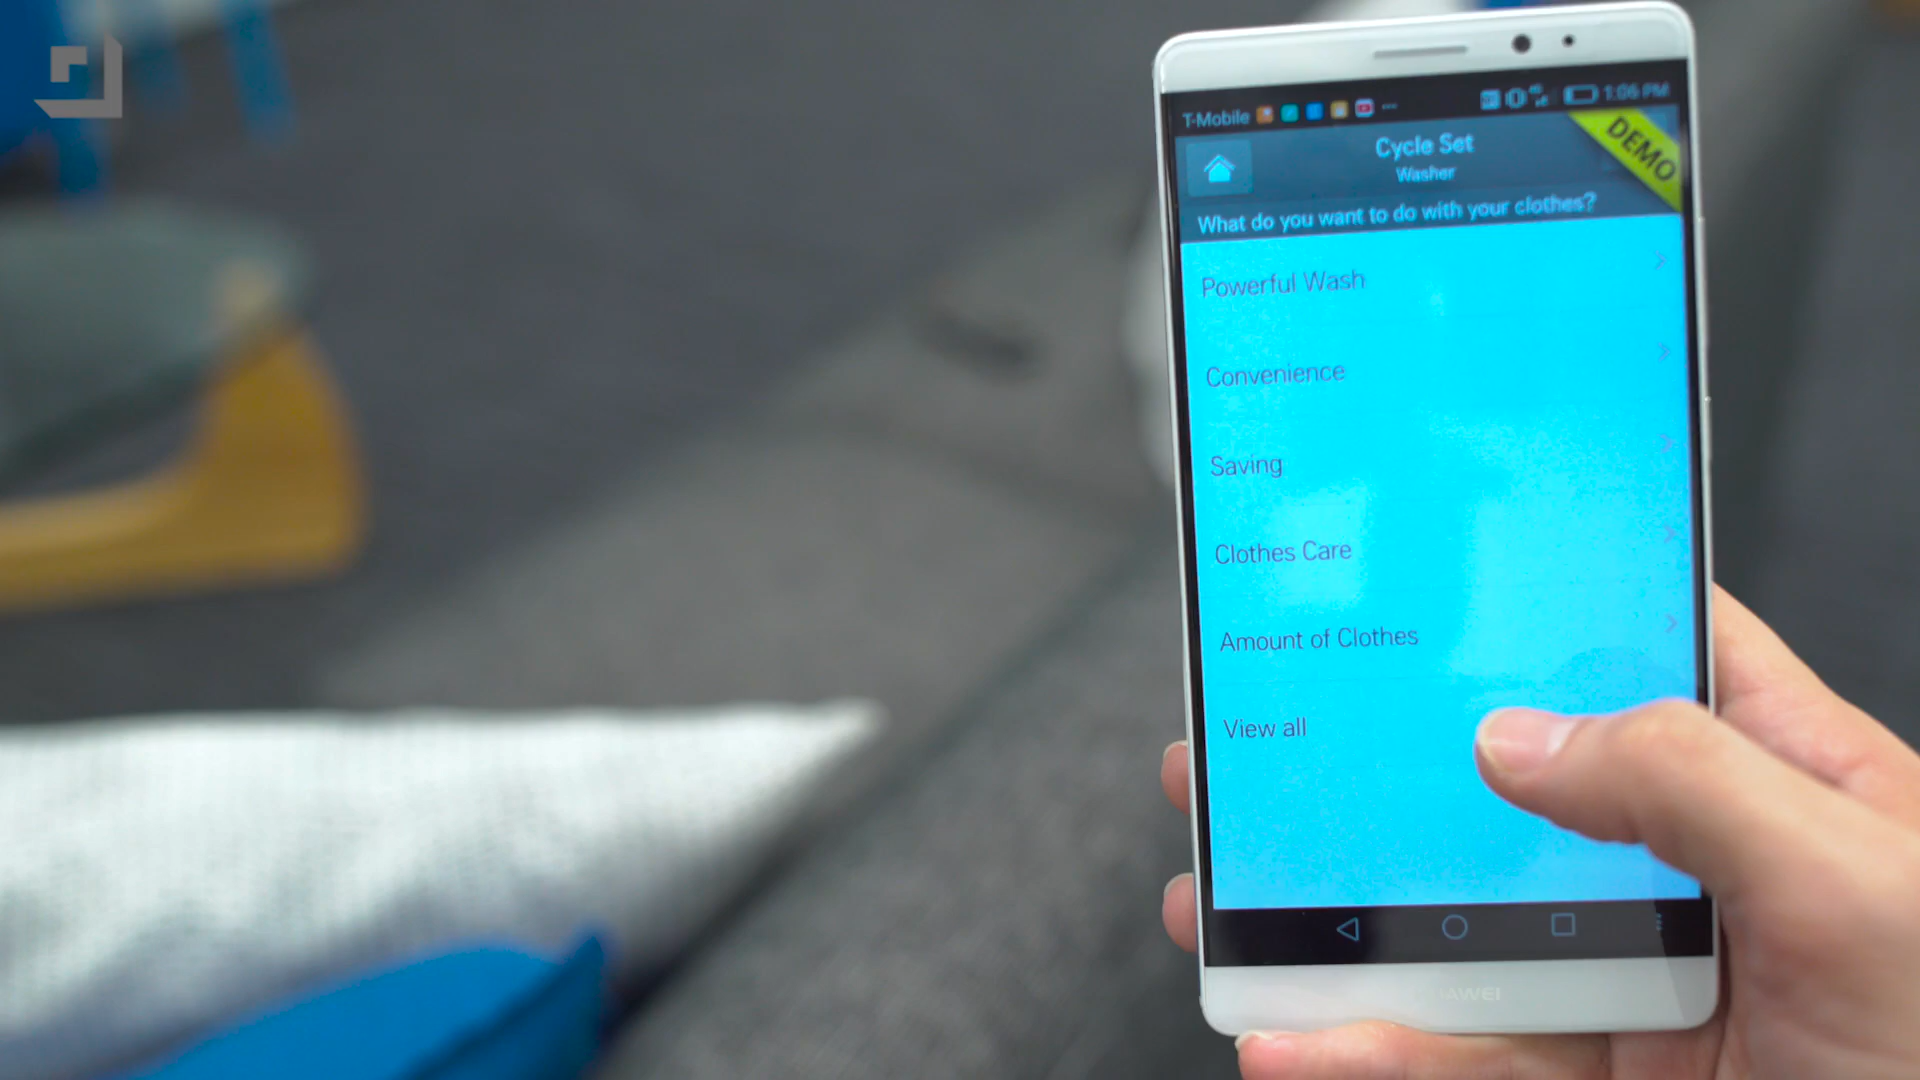 T-Mobile 1:06 PM
DEMO
Cycle Set
Washer
What do you want to do with your clothes?
Powerful Wash
Convenience
Saving
Clothes Care
Amount of Clothes
View all
HUAWEI